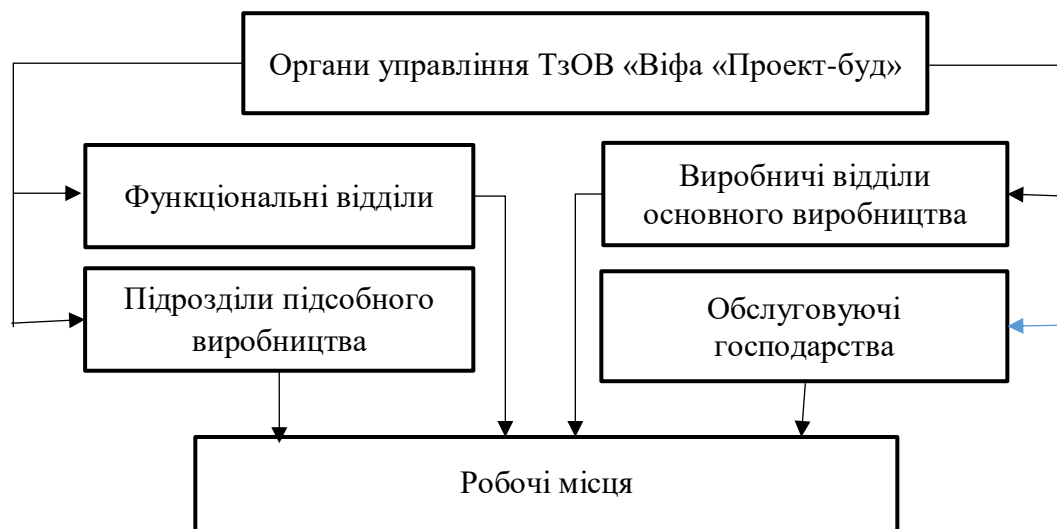 Органи управління ТзОВ «Віфа «Проект-буд»
Функціональні відділи
Виробничі відділи
основного виробництва
Підрозділи підсобного
виробництва
Обслуговуючі
господарства
Робочі місця